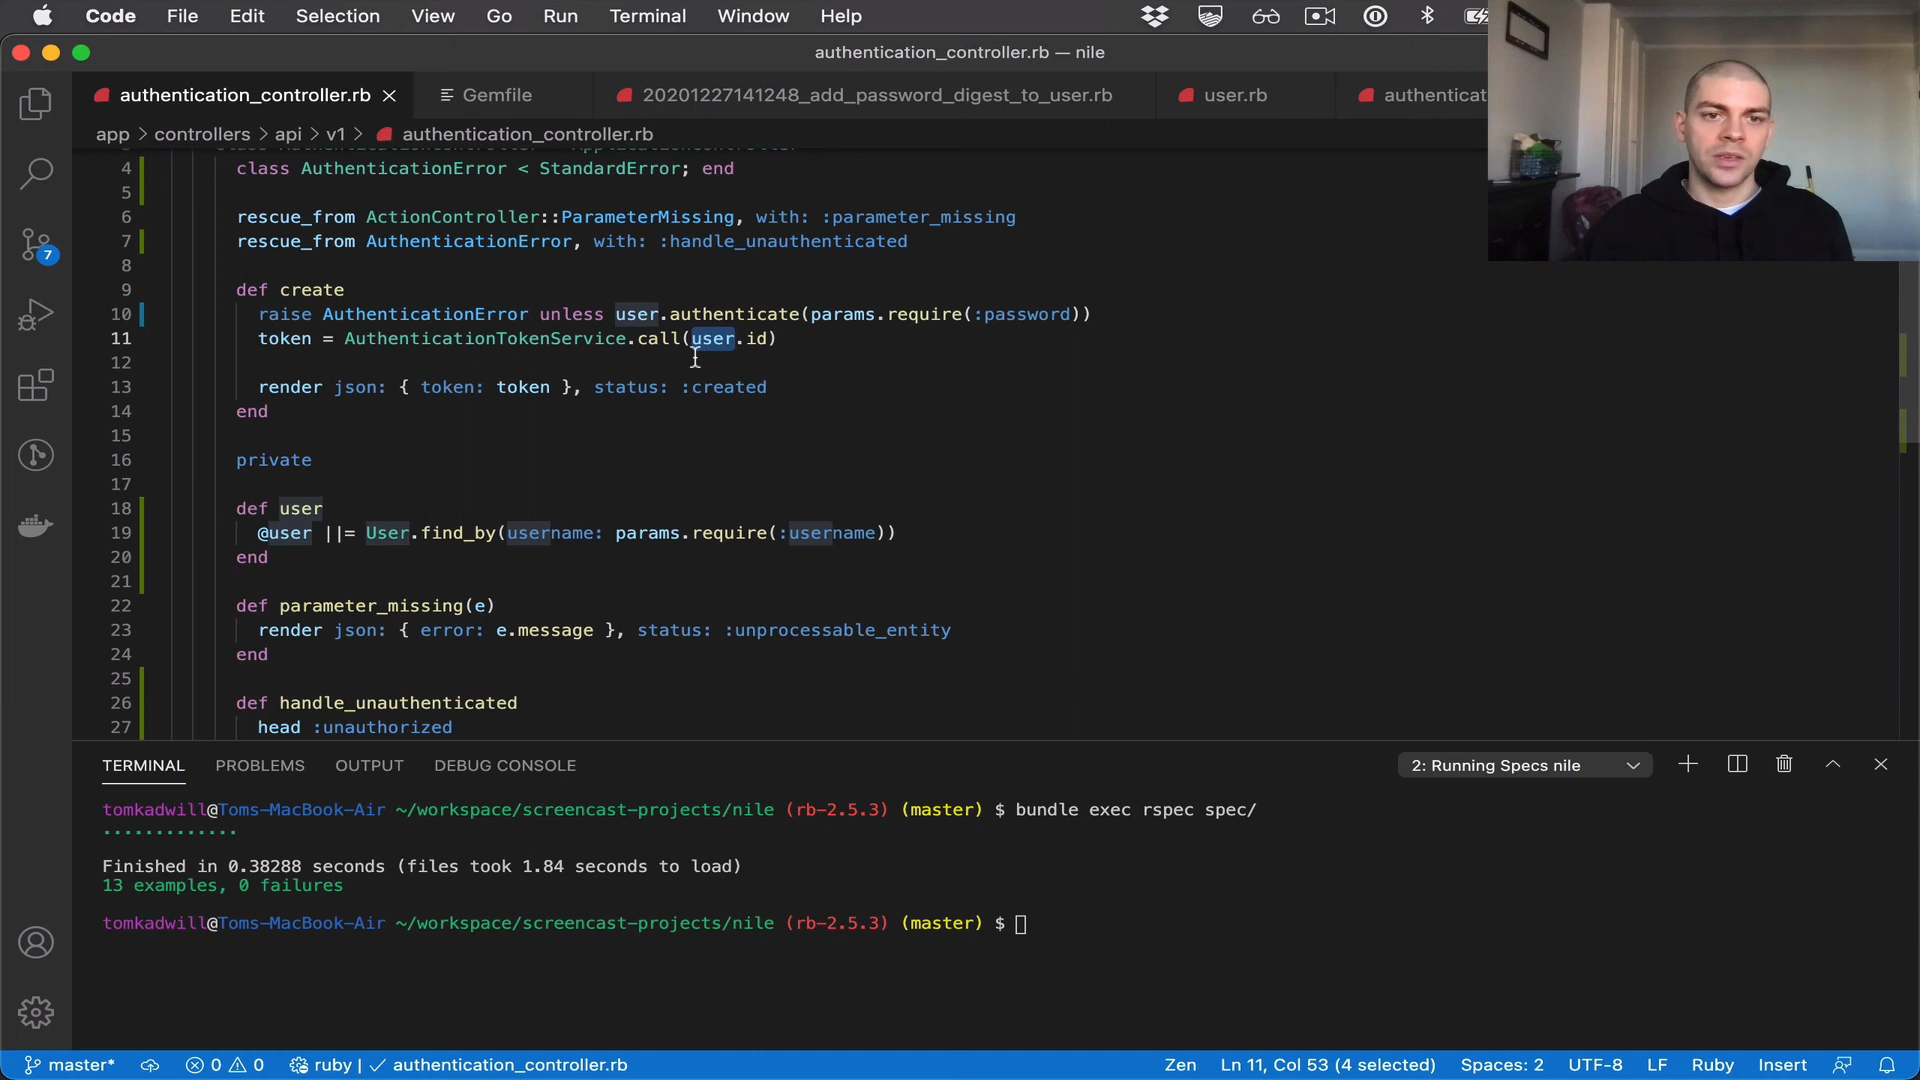 Code File Edit Selection View Go Run Terminal Window Help
authentication_controller.rb — nile
authentication_controller.rb Gemfile 20201227141248_add_password_digest_to_user.rb user.rb authenticat
app > controllers > api > v1 > authentication_controller.rb
4 class AuthenticationError < StandardError; end
5
6 rescue_from ActionController::ParameterMissing, with: :parameter_missing
7 rescue_from AuthenticationError, with: :handle_unauthenticated
8
9 def create
10 raise AuthenticationError unless user.authenticate(params.require(:password))
11 token = AuthenticationTokenService.call(user.id)
12
13 render json: { token: token }, status: :created
14 end
15
16 private
17
18 def user
19 @user ||= User.find_by(username: params.require(:username))
20 end
21
22 def parameter_missing(e)
23 render json: { error: e.message }, status: :unprocessable_entity
24 end
25
26 def handle_unauthenticated
27 head :unauthorized
7
TERMINAL PROBLEMS OUTPUT DEBUG CONSOLE 2: Running Specs nile
tomkadwill@Toms-MacBook-Air ~/workspace/screencast-projects/nile (rb-2.5.3) (master) $ bundle exec rspec spec/
.............
Finished in 0.38288 seconds (files took 1.84 seconds to load)
13 examples, 0 failures
tomkadwill@Toms-MacBook-Air ~/workspace/screencast-projects/nile (rb-2.5.3) (master) $
master* 0 0 ruby | ✓ authentication_controller.rb Zen Ln 11, Col 53 (4 selected) Spaces: 2 UTF-8 LF Ruby Insert